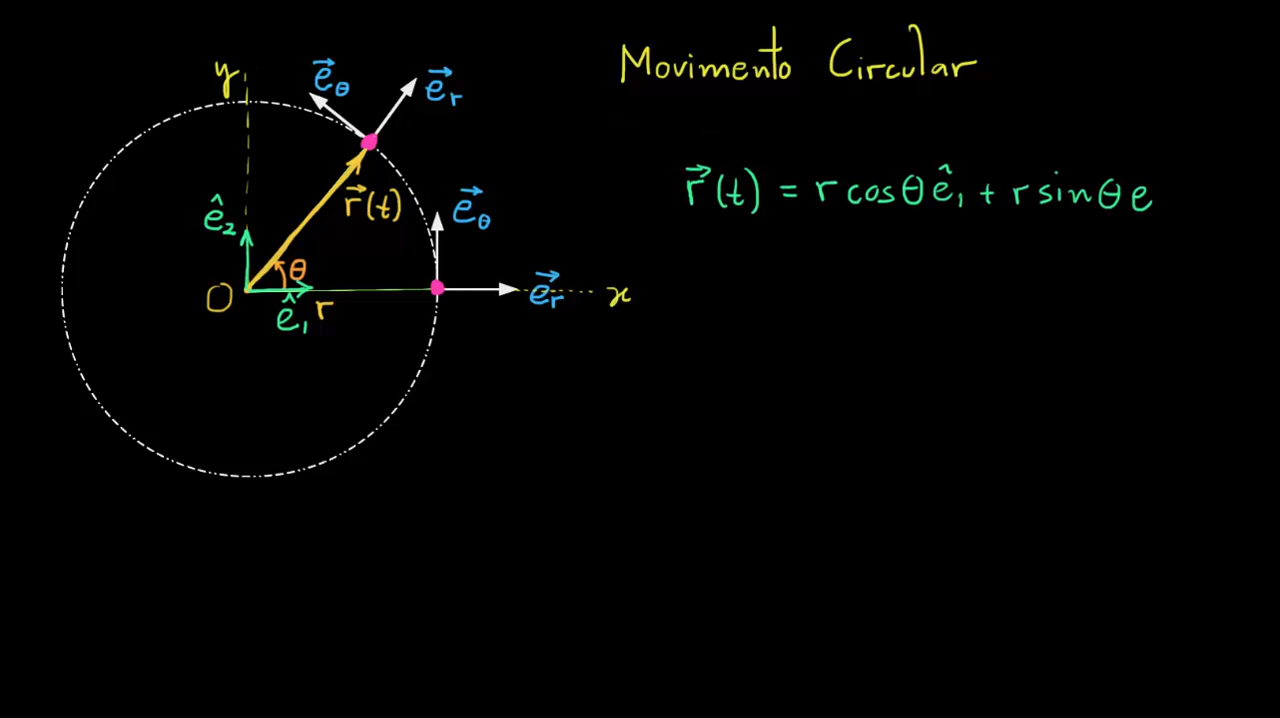 Movimento Circular
y
e⃗θ
e⃗r
r⃗(t) = r cosθ ê₁ + r sinθ e
r⃗(t)
ê₂
e⃗θ
θ
O
ê₁ r
e⃗r
x